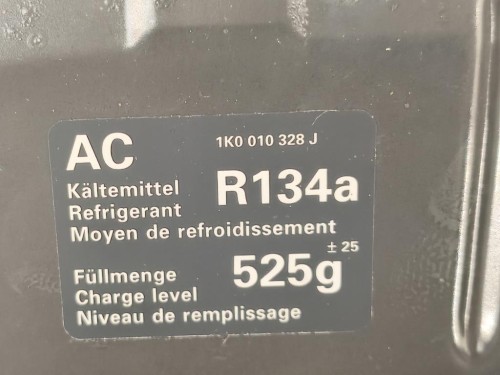 AC
1K0 010 328 J
Kältemittel
Refrigerant
R134a
Moyen de refroidissement
Füllmenge
Charge level
525g ± 25
Niveau de remplissage